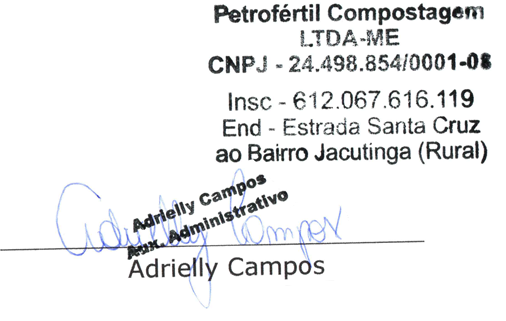 Petrofértil Compostagem
LTDA-ME
CNPJ - 24.498.854/0001-08
Insc - 612.067.616.119
End - Estrada Santa Cruz
ao Bairro Jacutinga (Rural)
Adrielly Campos
Aux. Administrativo
Adrielly Campos
Adrielly Campos